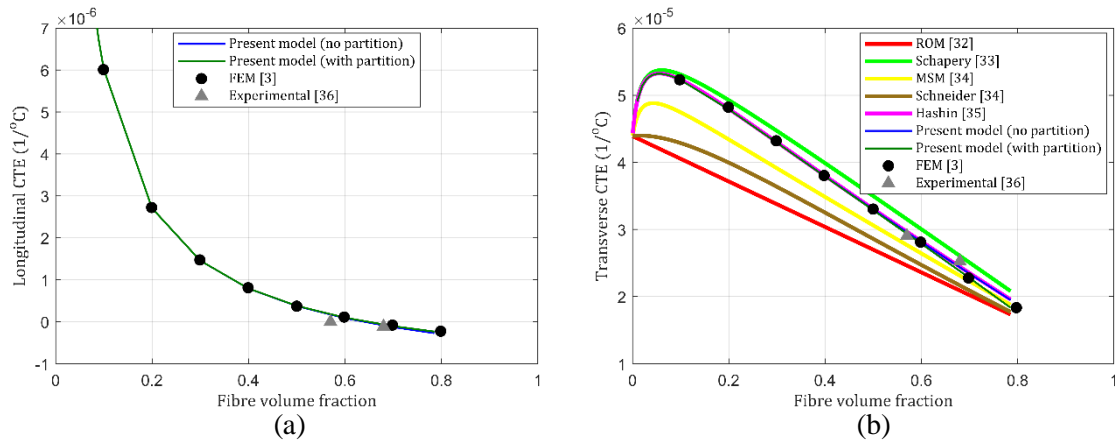 ×10⁻⁶
7
6
5
4
3
2
1
0
-1
Longitudinal CTE (1/°C)
Present model (no partition)
Present model (with partition)
FEM [3]
Experimental [36]
0 0.2 0.4 0.6 0.8 1
Fibre volume fraction
(a)
×10⁻⁵
6
5
4
3
2
1
Transverse CTE (1/°C)
ROM [32]
Schapery [33]
MSM [34]
Schneider [34]
Hashin [35]
Present model (no partition)
Present model (with partition)
FEM [3]
Experimental [36]
0 0.2 0.4 0.6 0.8 1
Fibre volume fraction
(b)